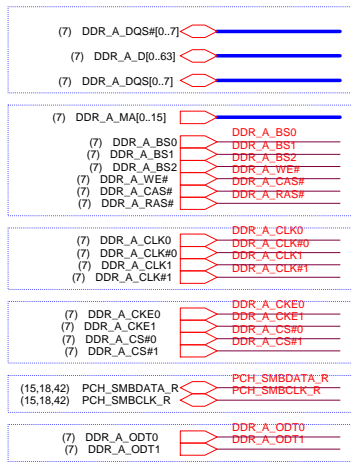 (7) DDR_A_DQS#[0..7]
(7) DDR_A_D[0..63]
(7) DDR_A_DQS[0..7]
(7) DDR_A_MA[0..15]
(7) DDR_A_BS0 DDR_A_BS0
(7) DDR_A_BS1 DDR_A_BS1
(7) DDR_A_BS2 DDR_A_BS2
(7) DDR_A_WE# DDR_A_WE#
(7) DDR_A_CAS# DDR_A_CAS#
(7) DDR_A_RAS# DDR_A_RAS#
(7) DDR_A_CLK0 DDR_A_CLK0
(7) DDR_A_CLK#0 DDR_A_CLK#0
(7) DDR_A_CLK1 DDR_A_CLK1
(7) DDR_A_CLK#1 DDR_A_CLK#1
(7) DDR_A_CKE0 DDR_A_CKE0
(7) DDR_A_CKE1 DDR_A_CKE1
(7) DDR_A_CS#0 DDR_A_CS#0
(7) DDR_A_CS#1 DDR_A_CS#1
(15,18,42) PCH_SMBDATA_R PCH_SMBDATA_R
(15,18,42) PCH_SMBCLK_R PCH_SMBCLK_R
(7) DDR_A_ODT0 DDR_A_ODT0
(7) DDR_A_ODT1 DDR_A_ODT1